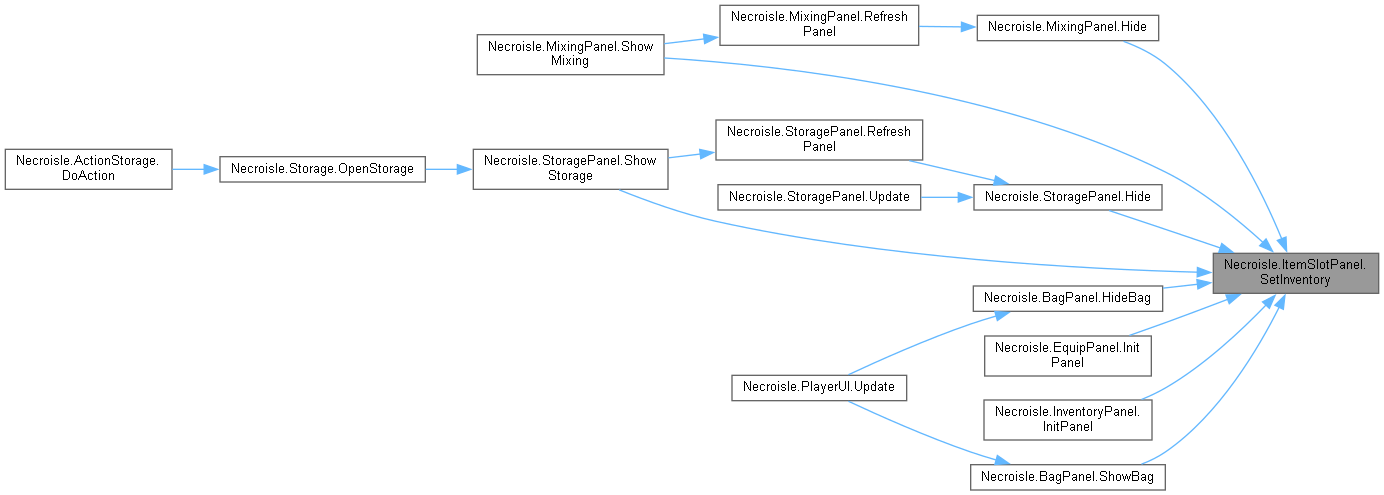 Necroisle.MixingPanel.Refresh
Panel
Necroisle.MixingPanel.Hide
Necroisle.MixingPanel.Show
Mixing
Necroisle.StoragePanel.Refresh
Panel
Necroisle.ActionStorage.
DoAction
Necroisle.Storage.OpenStorage
Necroisle.StoragePanel.Show
Storage
Necroisle.StoragePanel.Update
Necroisle.StoragePanel.Hide
Necroisle.ItemSlotPanel.
SetInventory
Necroisle.BagPanel.HideBag
Necroisle.EquipPanel.Init
Panel
Necroisle.PlayerUI.Update
Necroisle.InventoryPanel.
InitPanel
Necroisle.BagPanel.ShowBag